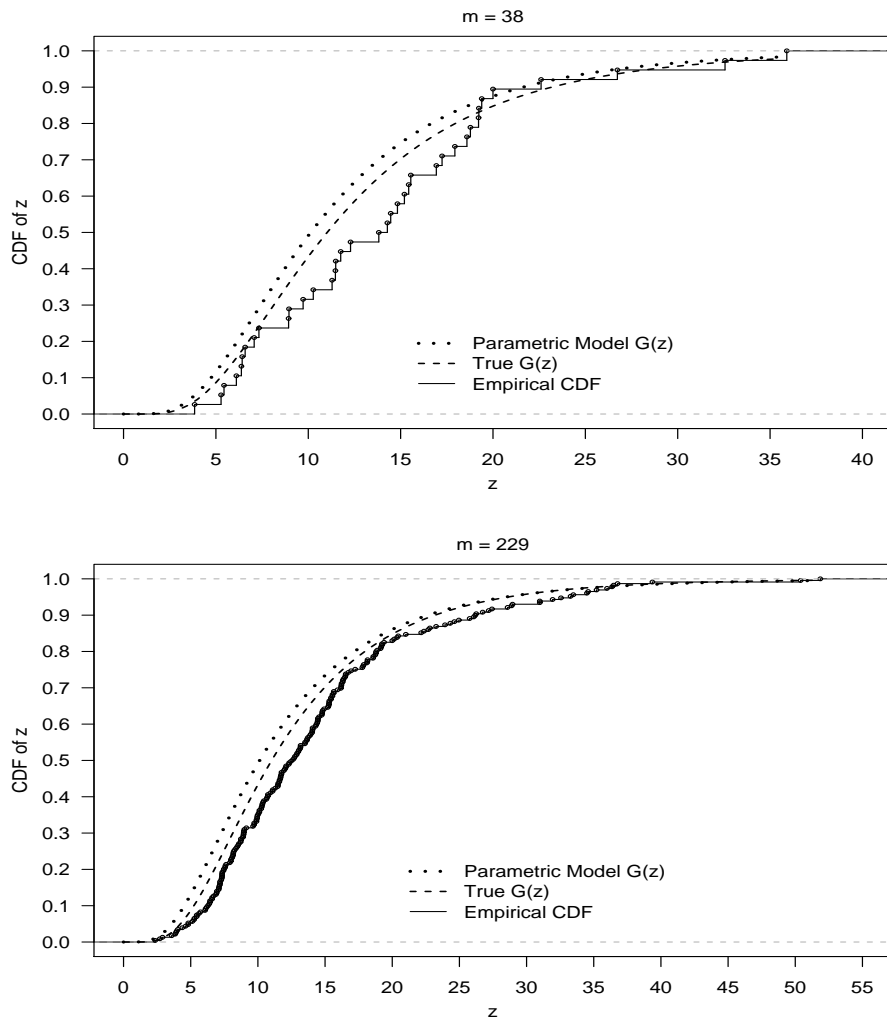 m = 38
CDF of z
1.0
0.9
0.8
0.7
0.6
0.5
0.4
0.3
0.2
0.1
0.0
Parametric Model G(z)
True G(z)
Empirical CDF
0 5 10 15 20 25 30 35 40
z
m = 229
CDF of z
1.0
0.9
0.8
0.7
0.6
0.5
0.4
0.3
0.2
0.1
0.0
Parametric Model G(z)
True G(z)
Empirical CDF
0 5 10 15 20 25 30 35 40 45 50 55
z